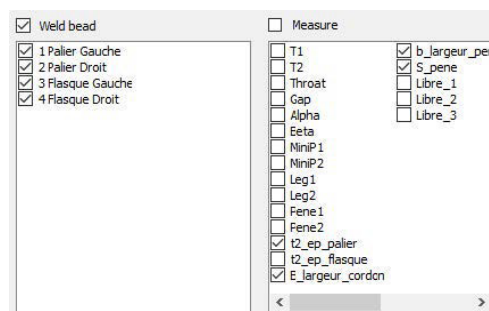 Weld bead
1 Palier Gauche
2 Palier Droit
3 Flasque Gauche
4 Flasque Droit
Measure
T1
T2
Throat
Gap
Alpha
Eeta
MiniP1
MiniP2
Leg1
Leg2
Fene1
Fene2
t2_ep_palier
t2_ep_flasque
E_largeur_cordon
b_largeur_pe
S_pene
Libre_1
Libre_2
Libre_3